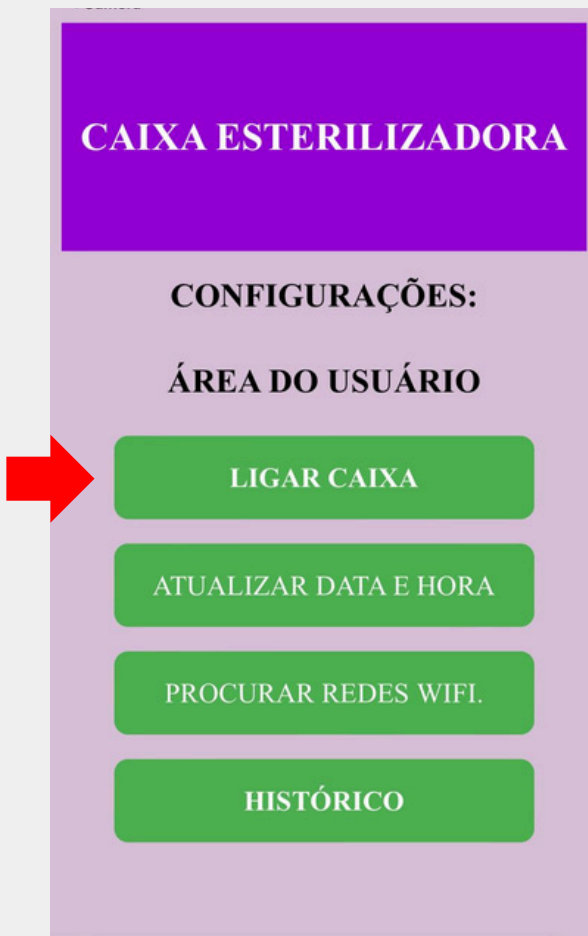 CAIXA ESTERILIZADORA
CONFIGURAÇÕES:
ÁREA DO USUÁRIO
LIGAR CAIXA
ATUALIZAR DATA E HORA
PROCURAR REDES WIFI.
HISTÓRICO